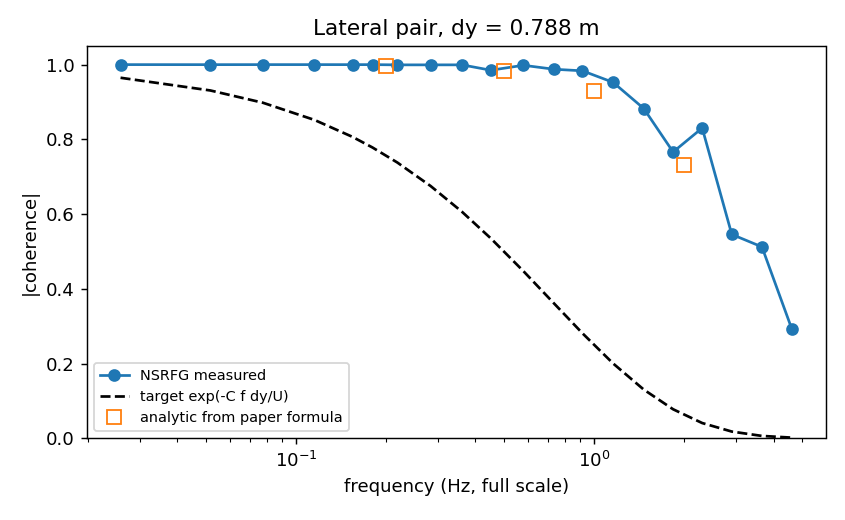 Lateral pair, dy = 0.788 m
|coherence|
1.0
0.8
0.6
0.4
0.2
0.0
NSRFG measured
target exp(-C f dy/U)
analytic from paper formula
10⁻¹
10⁰
frequency (Hz, full scale)